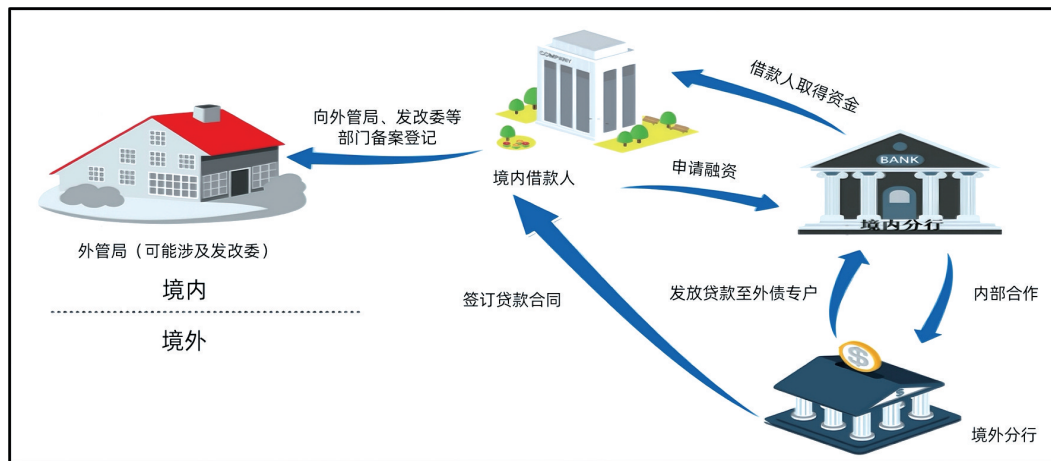 COMPANY
借款人取得资金
向外管局、发改委等
部门备案登记
BANK
境内借款人
申请融资
境内分行
外管局（可能涉及发改委）
境内
签订贷款合同
发放贷款至外债专户
内部合作
境外
境外分行